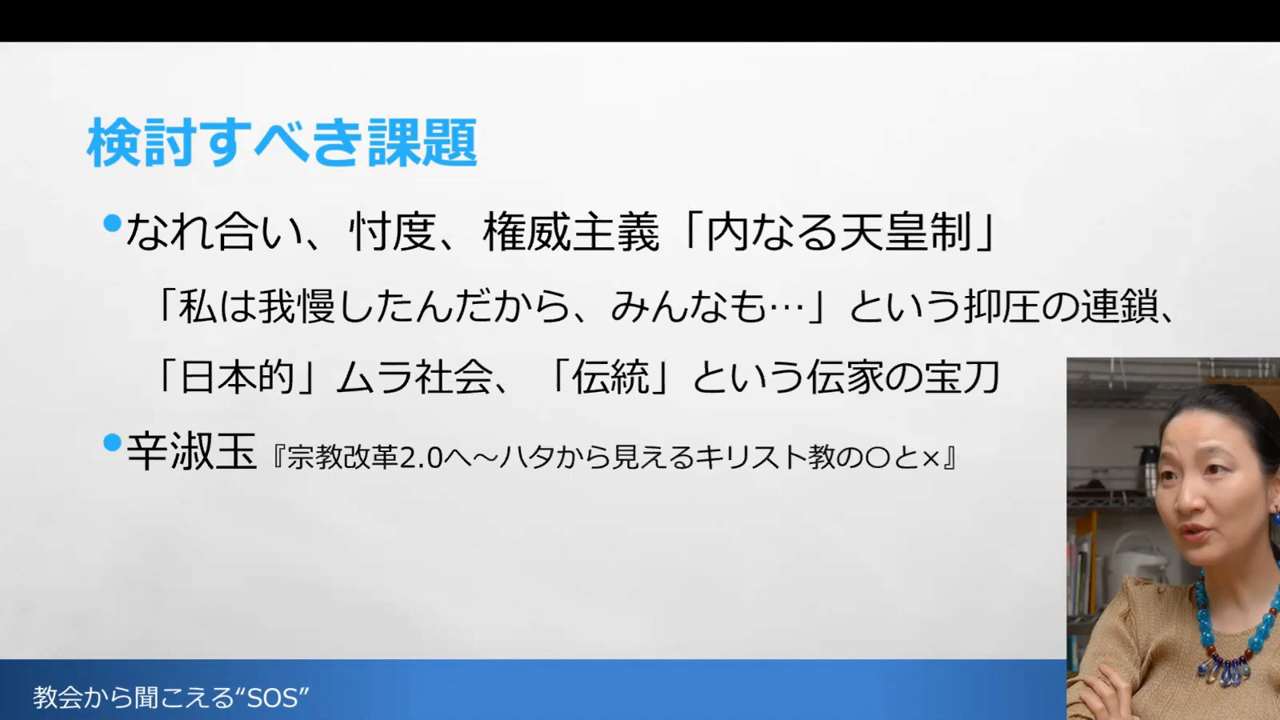 検討すべき課題
•なれ合い、忖度、権威主義「内なる天皇制」
「私は我慢したんだから、みんなも…」という抑圧の連鎖、
「日本的」ムラ社会、「伝統」という伝家の宝刀
•辛淑玉『宗教改革2.0へ～ハタから見えるキリスト教の〇と×』
教会から聞こえる“SOS”